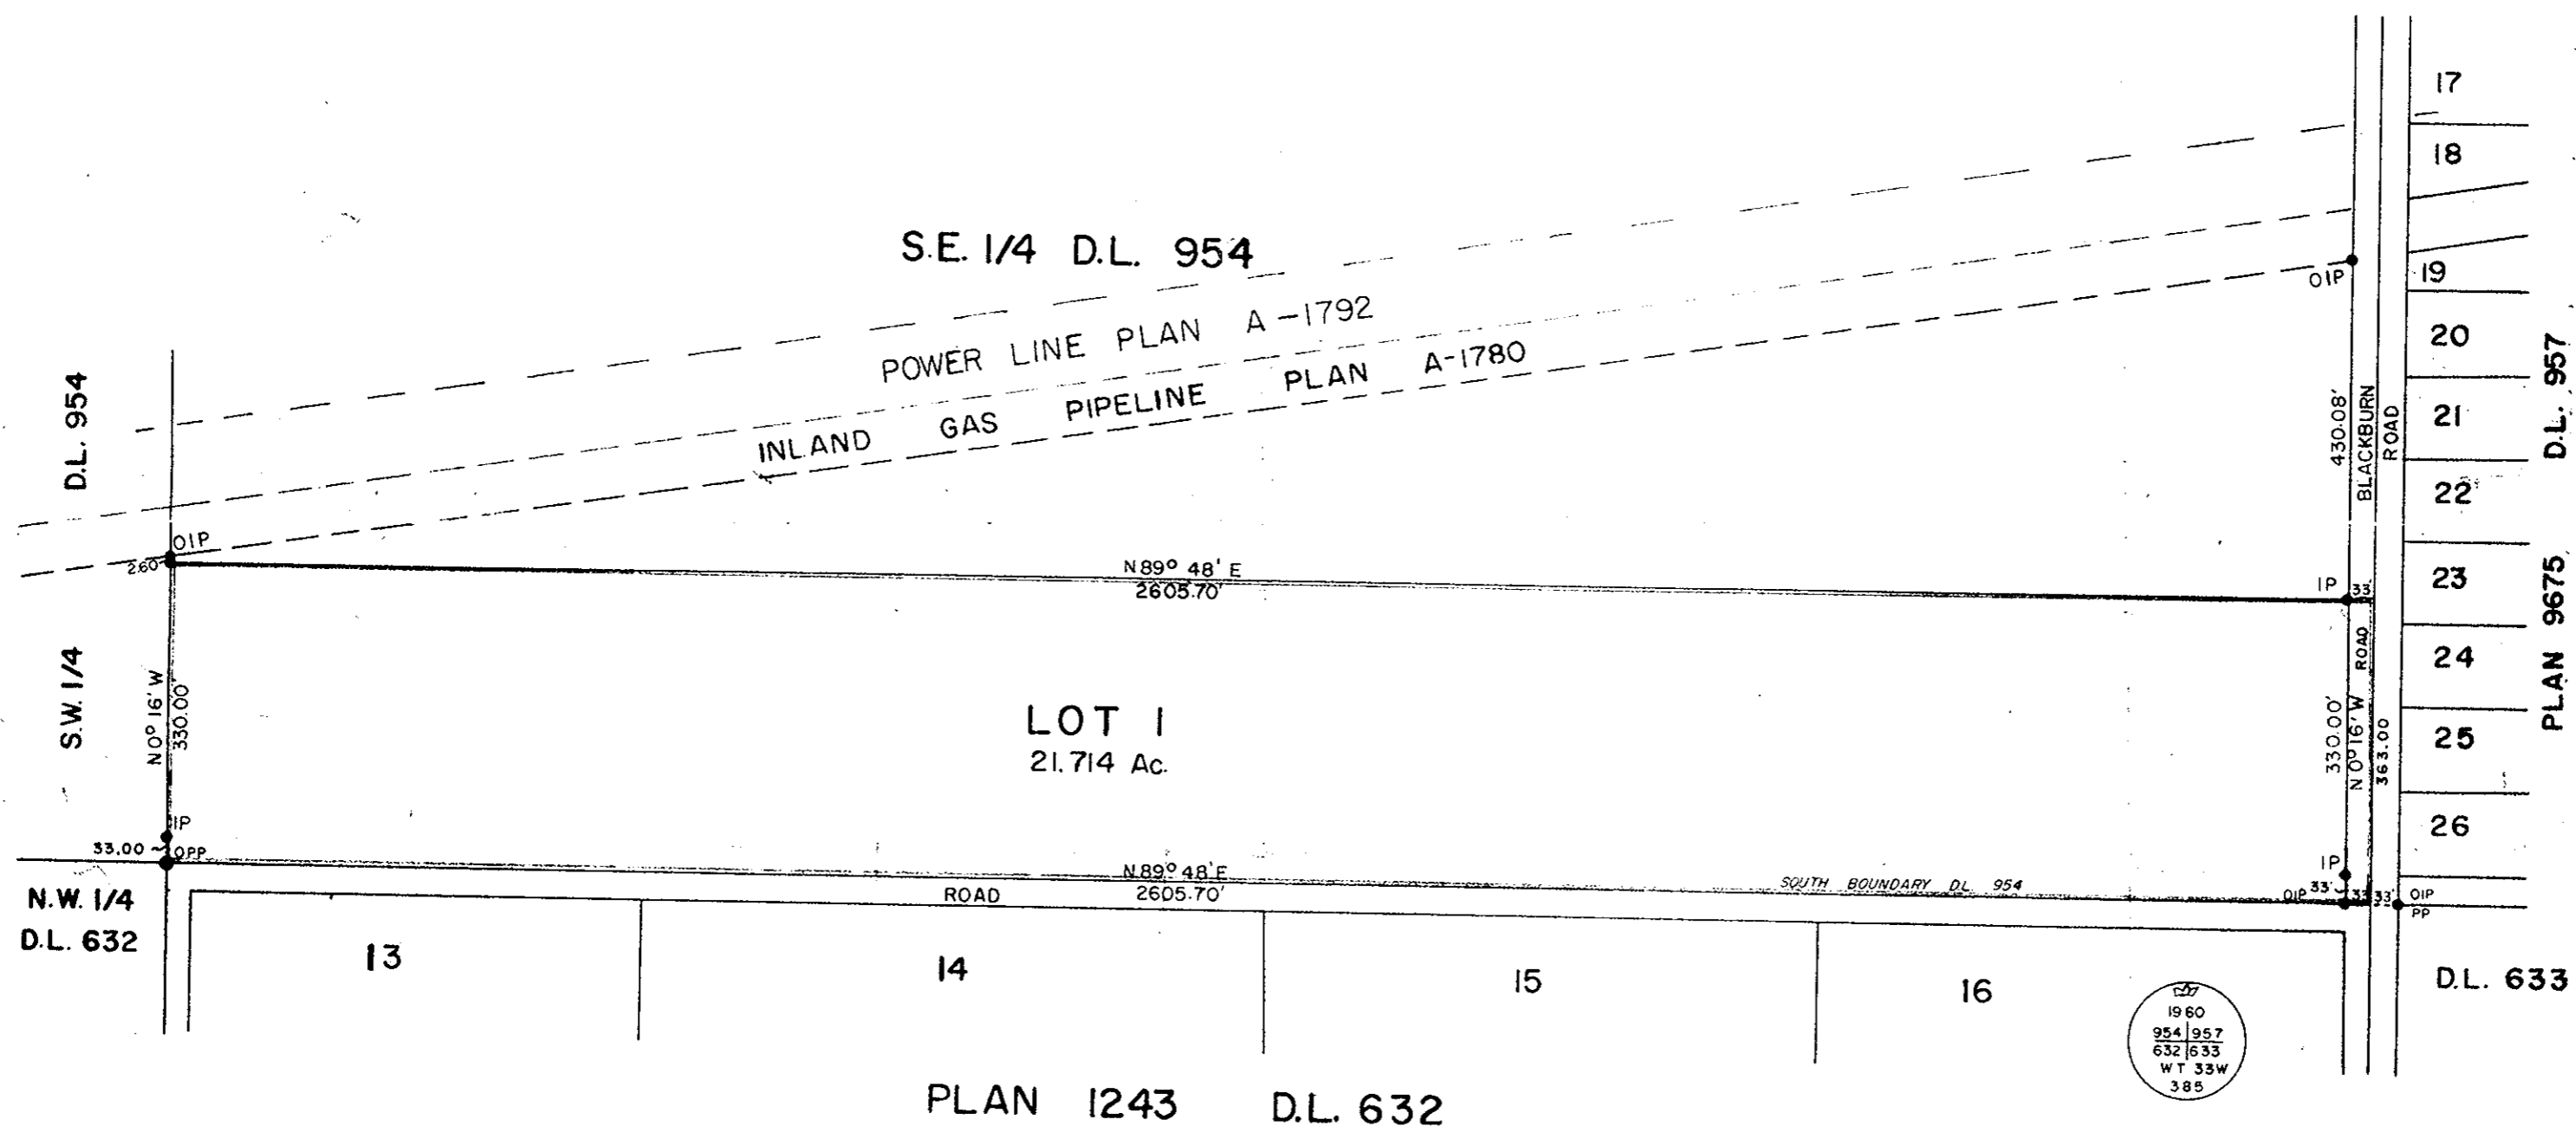 17
18
19
20
21
22
23
24
25
26
D.L. 957
PLAN 9675
S.E. 1/4 D.L. 954
POWER LINE PLAN A-1792
INLAND GAS PIPELINE PLAN A-1780
D.L. 954
S.W. 1/4
OIP
2.60
OIP
430.08'
BLACKBURN
ROAD
N 89° 48' E
2605.70'
IP
33
N 0° 16' W
330.00'
LOT 1
21.714 Ac.
330.00'
N 0° 16' W
ROAD
363.00
IP
33.00
OPP
N 89° 48' E
2605.70'
ROAD
SOUTH BOUNDARY D.L. 954
IP
33'
OIP
33
33'
OIP
PP
N.W. 1/4
D.L. 632
13
14
15
16
D.L. 633
1960
954 957
632 633
WT 33W
385
PLAN 1243 D.L. 632